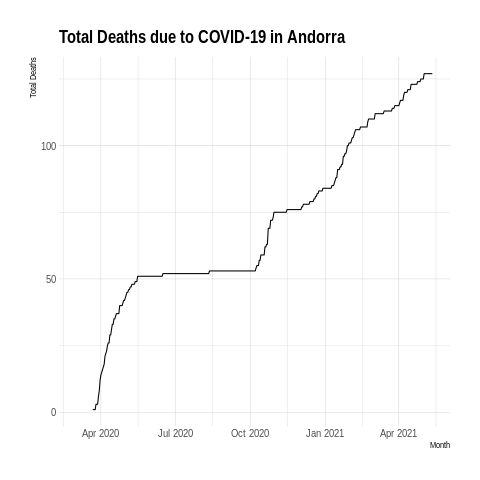 Total Deaths due to COVID-19 in Andorra
Total Deaths
100
50
0
Apr 2020 Jul 2020 Oct 2020 Jan 2021 Apr 2021
Month